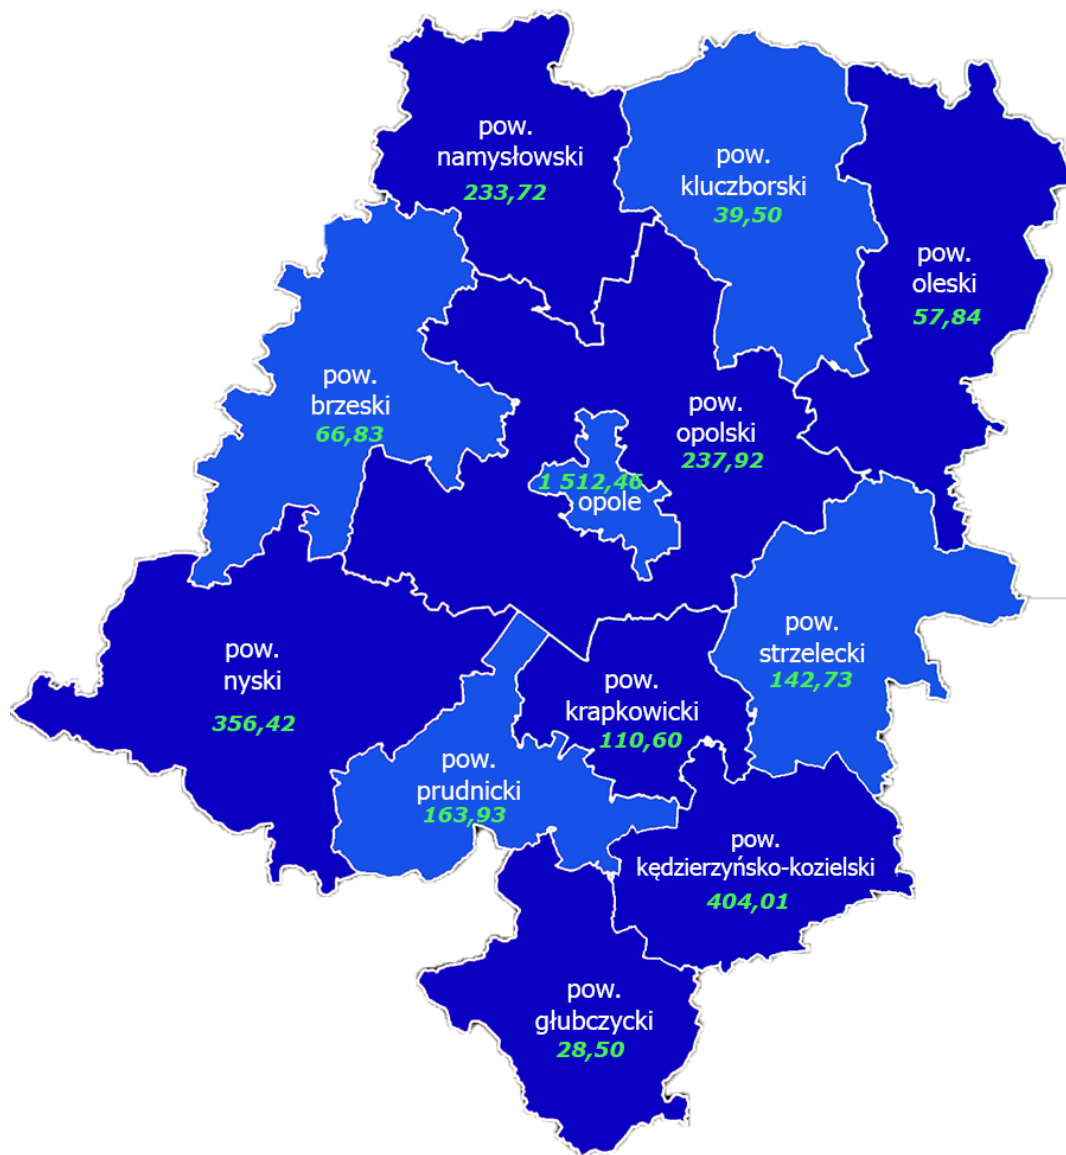 pow.
namysłowski
233,72
pow.
kluczborski
39,50
pow.
oleski
57,84
pow.
brzeski
66,83
pow.
opolski
237,92
1 512,46
opole
pow.
strzelecki
142,73
pow.
nyski
356,42
pow.
krapkowicki
110,60
pow.
prudnicki
163,93
pow.
kędzierzyńsko-kozielski
404,01
pow.
głubczycki
28,50